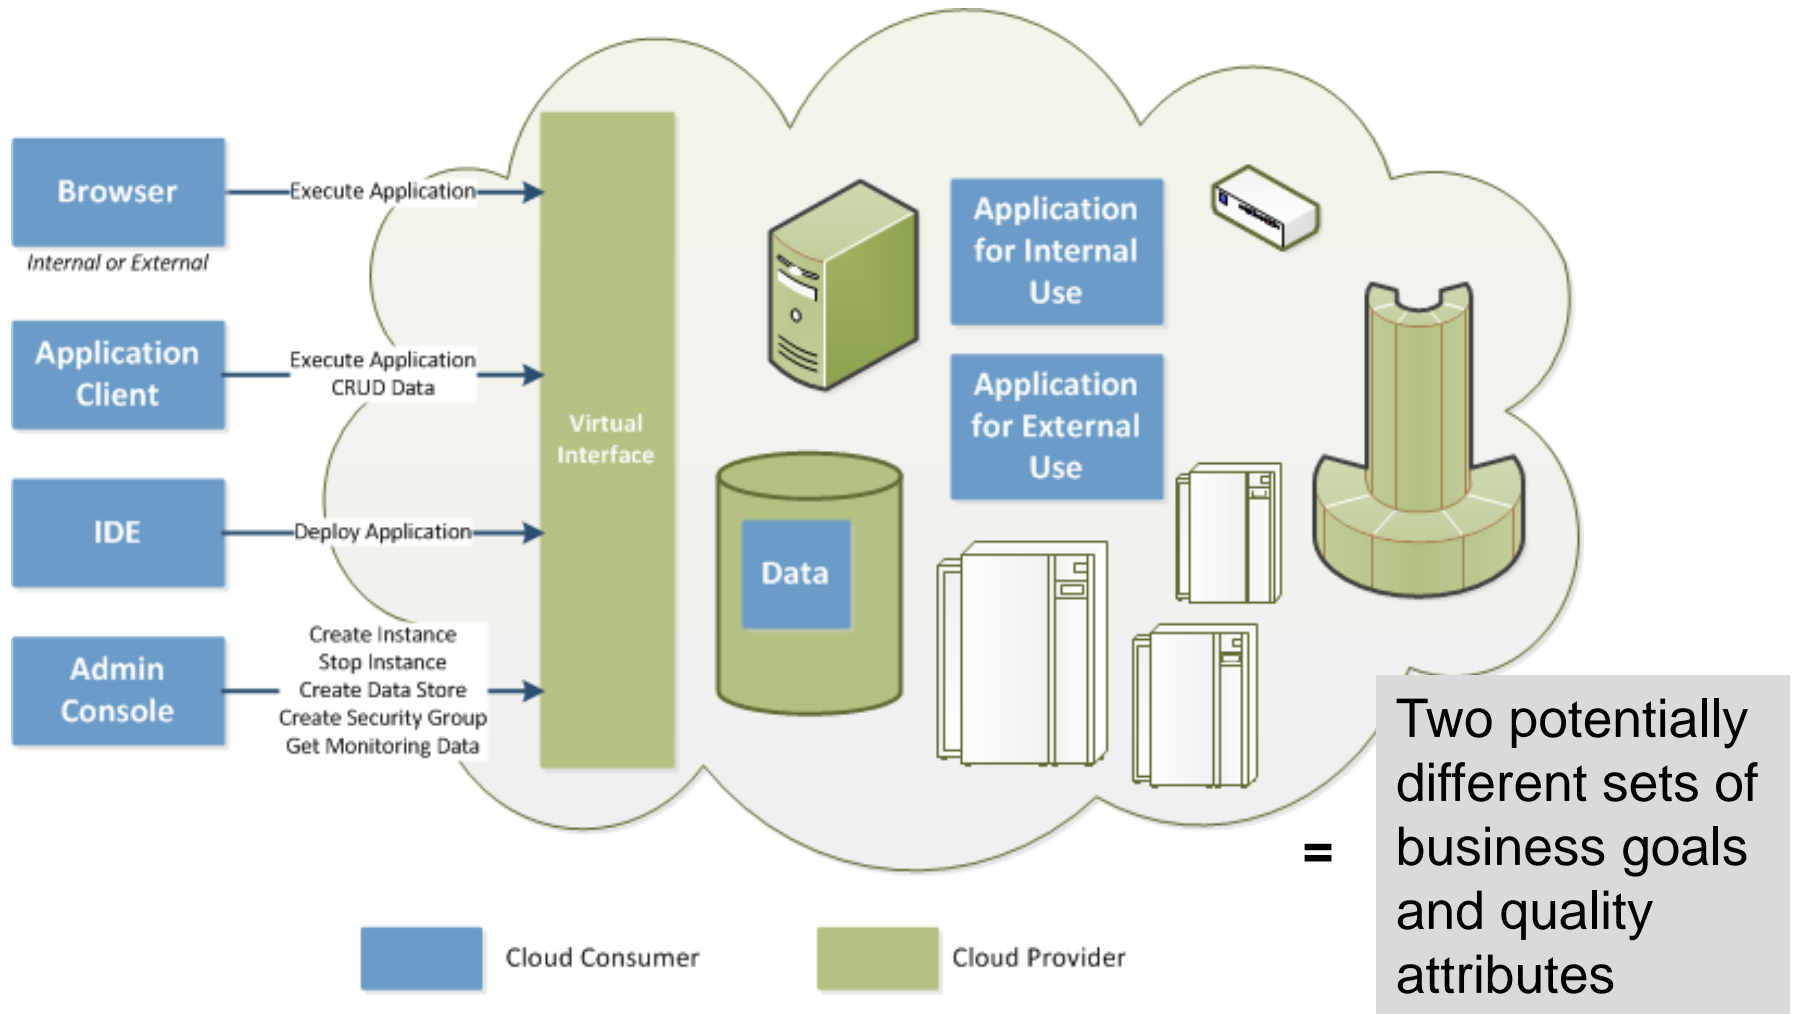 Browser
Internal or External
Execute Application
Application
Client
Execute Application
CRUD Data
IDE
Deploy Application
Admin
Console
Create Instance
Stop Instance
Create Data Store
Create Security Group
Get Monitoring Data
Virtual
Interface
Data
Application
for Internal
Use
Application
for External
Use
=
Two potentially
different sets of
business goals
and quality
attributes
Cloud Consumer
Cloud Provider